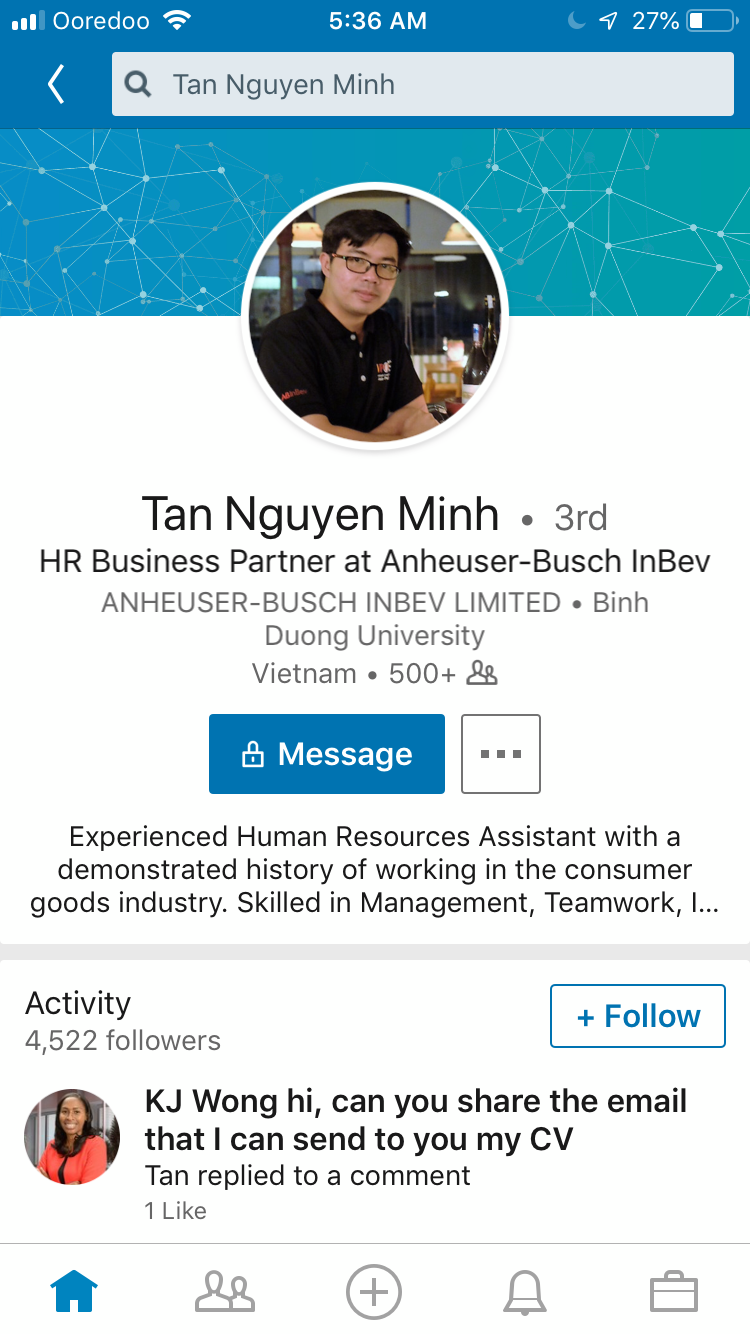 Ooredoo
5:36 AM
27%
Tan Nguyen Minh
Tan Nguyen Minh • 3rd
HR Business Partner at Anheuser-Busch InBev
ANHEUSER-BUSCH INBEV LIMITED • Binh
Duong University
Vietnam • 500+
Message
Experienced Human Resources Assistant with a
demonstrated history of working in the consumer
goods industry. Skilled in Management, Teamwork, I...
Activity
+ Follow
4,522 followers
KJ Wong hi, can you share the email
that I can send to you my CV
Tan replied to a comment
1 Like